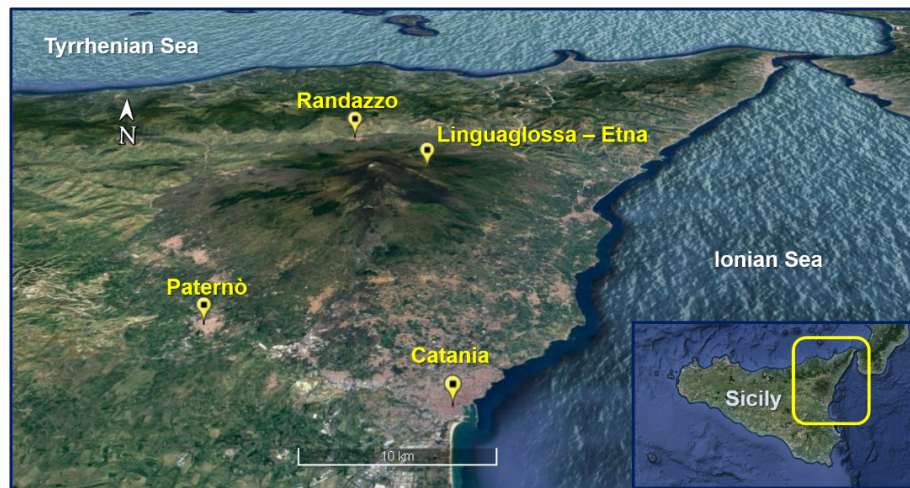 Tyrrhenian Sea
N
Randazzo
Linguaglossa – Etna
Ionian Sea
Paternò
Catania
Sicily
10 km